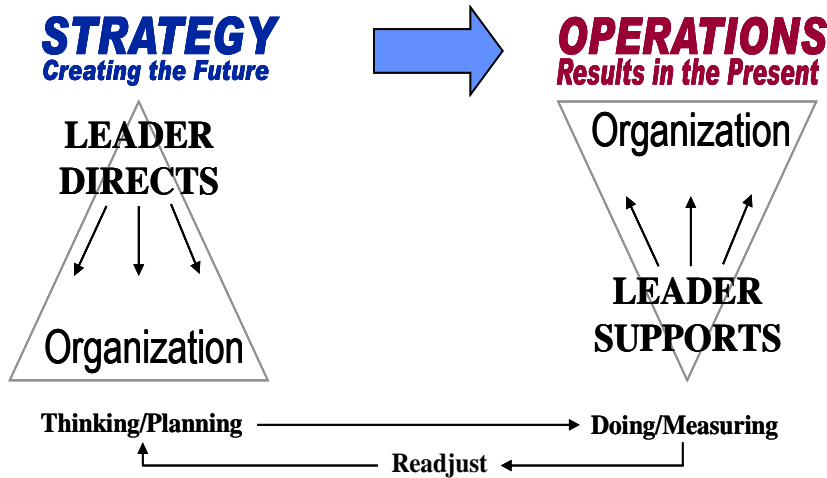 STRATEGY
Creating the Future
OPERATIONS
Results in the Present
LEADER
DIRECTS
Organization
Organization
LEADER
SUPPORTS
Thinking/Planning
Doing/Measuring
Readjust